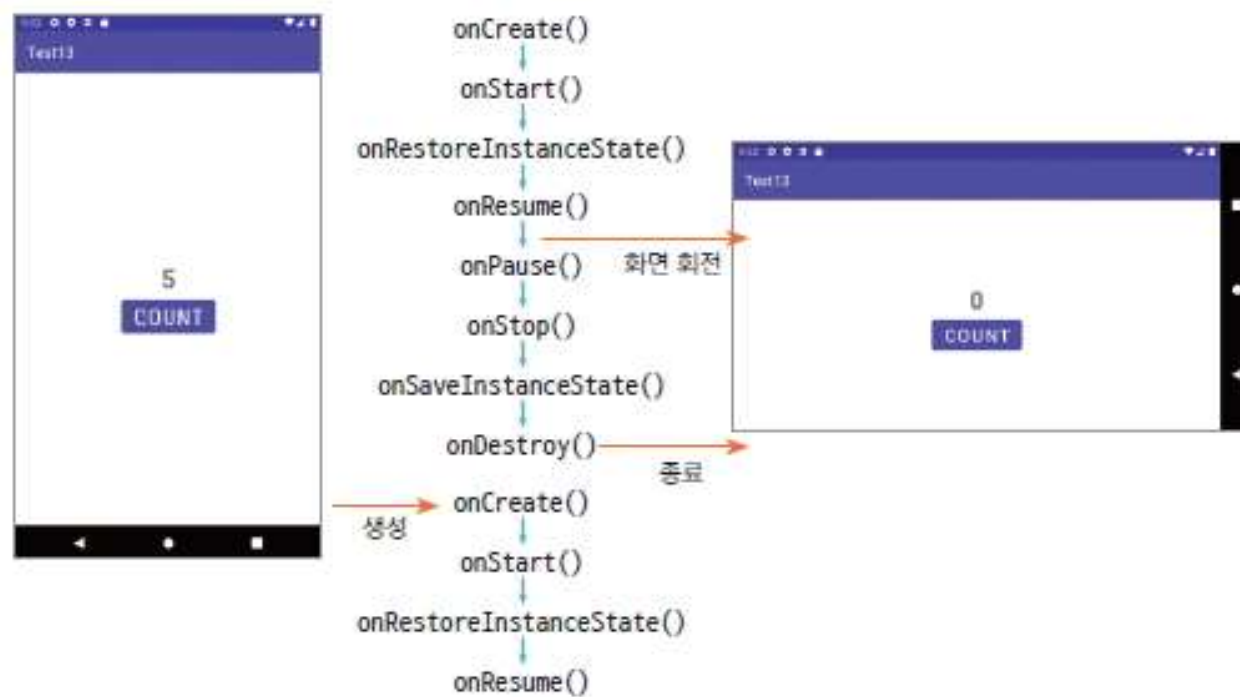 Test13
5
COUNT
onCreate()
onStart()
onRestoreInstanceState()
onResume()
화면 회전
onPause()
onStop()
onSaveInstanceState()
onDestroy()
종료
생성
onCreate()
onStart()
onRestoreInstanceState()
onResume()
Test13
0
COUNT